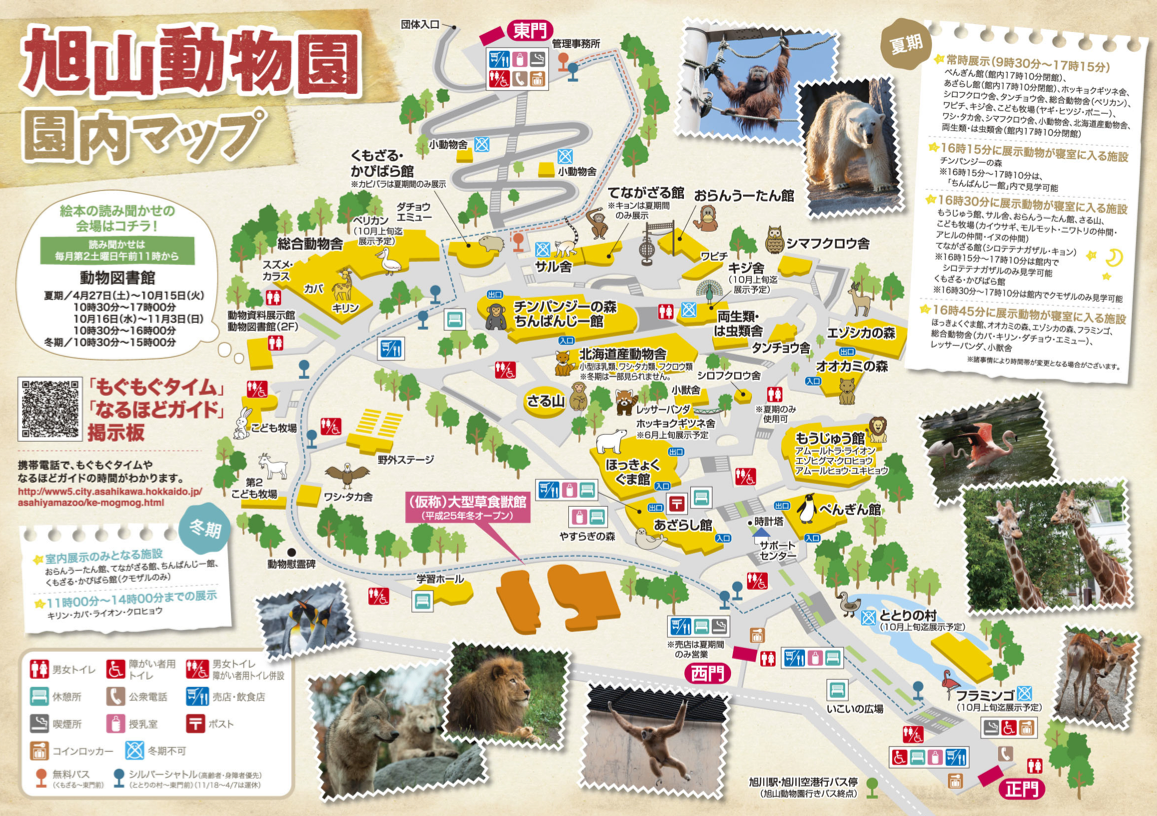 旭山動物園
園内マップ
絵本の読み聞かせの
会場はコチラ！
読み聞かせは
毎月第2土曜日午前11時から
動物図書館
夏期／4月27日(土)〜10月15日(火)
10時30分〜17時00分
10月16日(水)〜11月3日(日)
10時30分〜16時00分
冬期／10時30分〜15時00分
「もぐもぐタイム」
「なるほどガイド」
掲示板
携帯電話で、もぐもぐタイムや
なるほどガイドの時間がわかります。
http://www5.city.asahikawa.hokkaido.jp/
asahiyamazoo/ke-mogmog.html
冬期
室内展示のみとなる施設
おらんうーたん館、てながざる館、ちんぱんじー館、
くもざる・かぴばら館(クモザルのみ)
11時00分〜14時00分までの展示
キリン・カバ・ライオン・クロヒョウ
男女トイレ
障がい者用
トイレ
男女トイレ
障がい者用トイレ併設
休憩所
公衆電話
売店・飲食店
喫煙所
授乳室
ポスト
コインロッカー
冬期不可
無料バス
(くもざる〜東門前)
シルバーシャトル(高齢者・身障者優先)
(ととりの村〜東門前)(11/18〜4/7は運休)
団体入口
東門
管理事務所
小動物舎
小動物舎
くもざる・
かぴばら館
※カピバラは夏期間のみ展示
ダチョウ
エミュー
ペリカン
(10月上旬迄
展示予定)
総合動物舎
スズメ・
カラス
カバ
キリン
動物資料展示館
動物図書館(2F)
サル舎
てながざる館
※キョンは夏期間
のみ展示
おらんうーたん館
ワピチ
シマフクロウ舎
キジ舎
(10月上旬迄
展示予定)
出口
チンパンジーの森
ちんぱんじー館
入口
両生類・
は虫類舎
タンチョウ舎
エゾシカの森
出口
オオカミの森
入口
北海道産動物舎
小型ほ乳類、ワシ・タカ類、フクロウ類
※冬期は一部見られません。
シロフクロウ舎
さる山
小獣舎
レッサーパンダ
ホッキョクギツネ舎
※6月上旬展示予定
※夏期のみ
使用可
こども牧場
野外ステージ
第2
こども牧場
ワシ・タカ舎
動物慰霊碑
もうじゅう館
アムールトラ・ライオン
エゾヒグマ・クロヒョウ
アムールヒョウ・ユキヒョウ
出口
ほっきょく
ぐま館
入口
(仮称)大型草食獣館
(平成25年冬オープン)
やすらぎの森
出口
あざらし館
入口
時計塔
サポート
センター
出口
ぺんぎん館
入口
学習ホール
※売店は夏期間
のみ営業
西門
ととりの村
(10月上旬迄展示予定)
いこいの広場
フラミンゴ
(10月上旬迄展示予定)
旭川駅・旭川空港行バス停
(旭山動物園行きバス終点)
正門
夏期
常時展示(9時30分〜17時15分)
ぺんぎん館(館内17時10分閉館)、
あざらし館(館内17時10分閉館)、ホッキョクギツネ舎、
シロフクロウ舎、タンチョウ舎、総合動物舎(ペリカン)、
ワピチ、キジ舎、こども牧場(ヤギ・ヒツジ・ポニー)、
ワシ・タカ舎、シマフクロウ舎、小動物舎、北海道産動物舎、
両生類・は虫類舎(館内17時10分閉館)
16時15分に展示動物が寝室に入る施設
チンパンジーの森
※16時15分〜17時10分は、
「ちんぱんじー館」内で見学可能
16時30分に展示動物が寝室に入る施設
もうじゅう館、サル舎、おらんうーたん館、さる山、
こども牧場(カイウサギ、モルモット・ニワトリの仲間・
アヒルの仲間・イヌの仲間)
てながざる館(シロテテナガザル・キョン)
※16時15分〜17時10分は館内で
シロテテナガザルのみ見学可能
くもざる・かぴばら館
※16時30分〜17時10分は館内でクモザルのみ見学可能
16時45分に展示動物が寝室に入る施設
ほっきょくぐま館、オオカミの森、エゾシカの森、フラミンゴ、
総合動物舎(カバ・キリン・ダチョウ・エミュー)、
レッサーパンダ、小獣舎
※諸事情により時間帯が変更となる場合がございます。